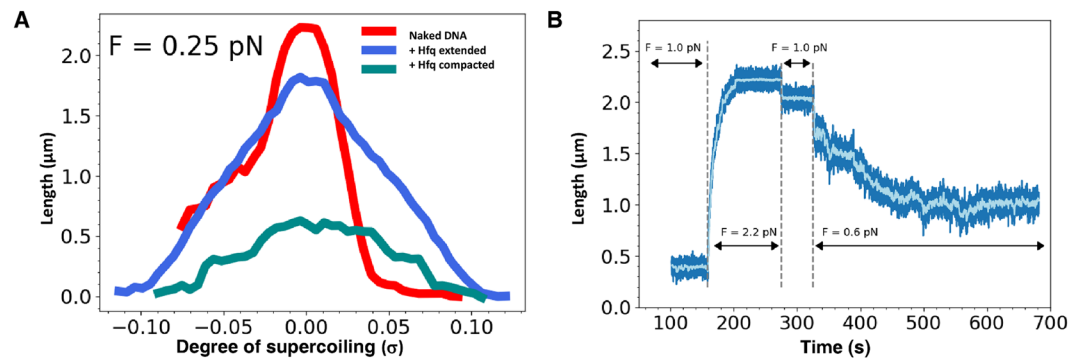 A
F = 0.25 pN
Naked DNA
+ Hfq extended
+ Hfq compacted
2.0
1.5
1.0
0.5
0.0
Length (μm)
−0.10
−0.05
0.00
0.05
0.10
Degree of supercoiling (σ)
B
F = 1.0 pN
F = 1.0 pN
2.5
2.0
1.5
1.0
0.5
0.0
Length (μm)
F = 2.2 pN
F = 0.6 pN
100
200
300
400
500
600
700
Time (s)